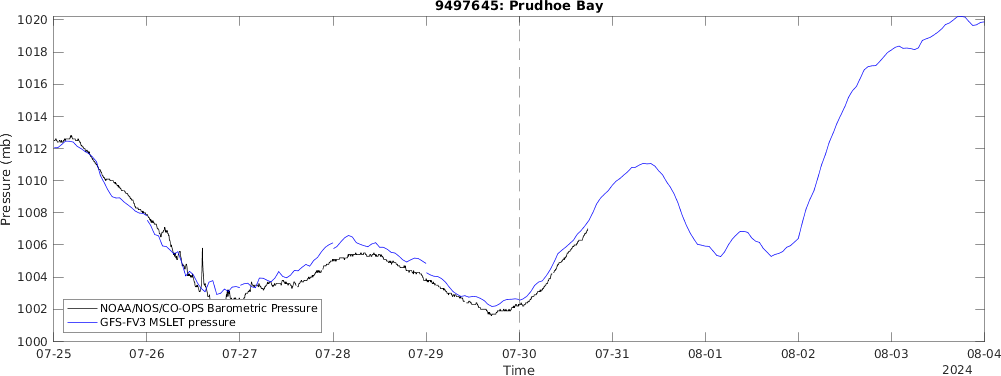 9497645: Prudhoe Bay
Pressure (mb)
1020
1018
1016
1014
1012
1010
1008
1006
1004
1002
1000
NOAA/NOS/CO-OPS Barometric Pressure
GFS-FV3 MSLET pressure
07-25 07-26 07-27 07-28 07-29 07-30 07-31 08-01 08-02 08-03 08-04
Time
2024